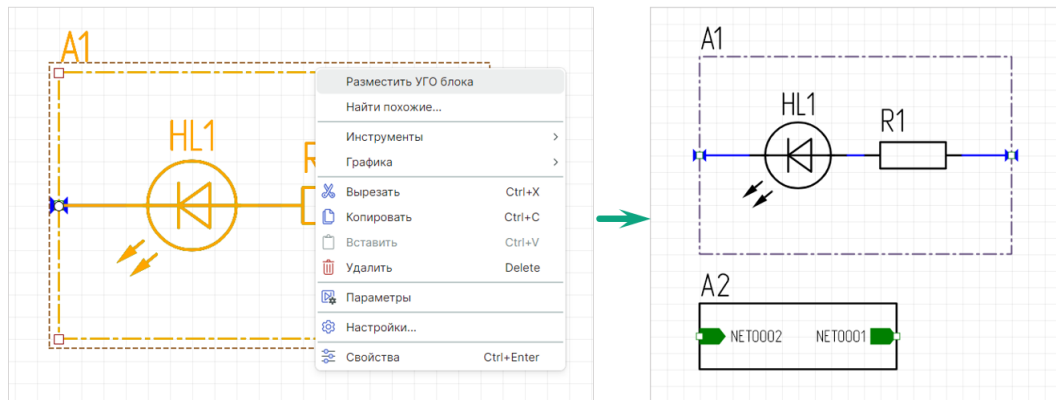 A1
HL1
R
Разместить УГО блока
Найти похожие...
Инструменты
Графика
Вырезать Ctrl+X
Копировать Ctrl+C
Вставить Ctrl+V
Удалить Delete
Параметры
Настройки...
Свойства Ctrl+Enter
A1
HL1
R1
A2
NET0002 NET0001